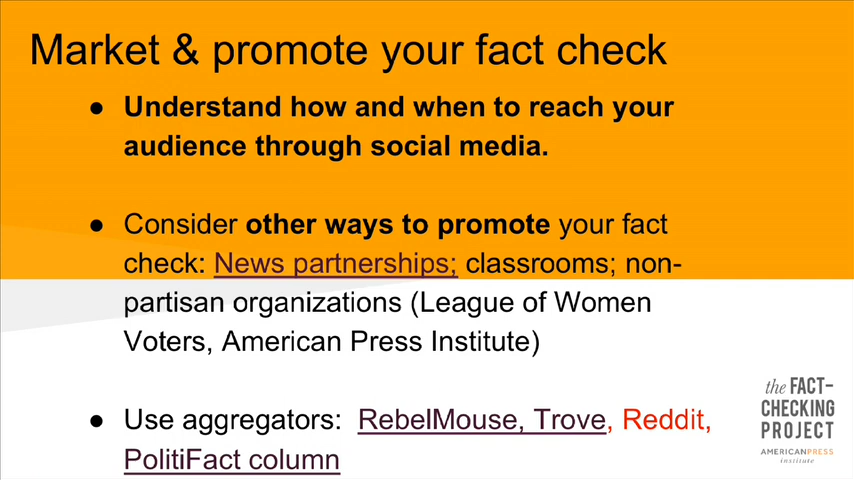 Market & promote your fact check
● Understand how and when to reach your
audience through social media.
● Consider other ways to promote your fact
check: News partnerships; classrooms; non-
partisan organizations (League of Women
Voters, American Press Institute)
● Use aggregators: RebelMouse, Trove, Reddit,
PolitiFact column
the FACT-
CHECKING
PROJECT
AMERICANPRESS
institute